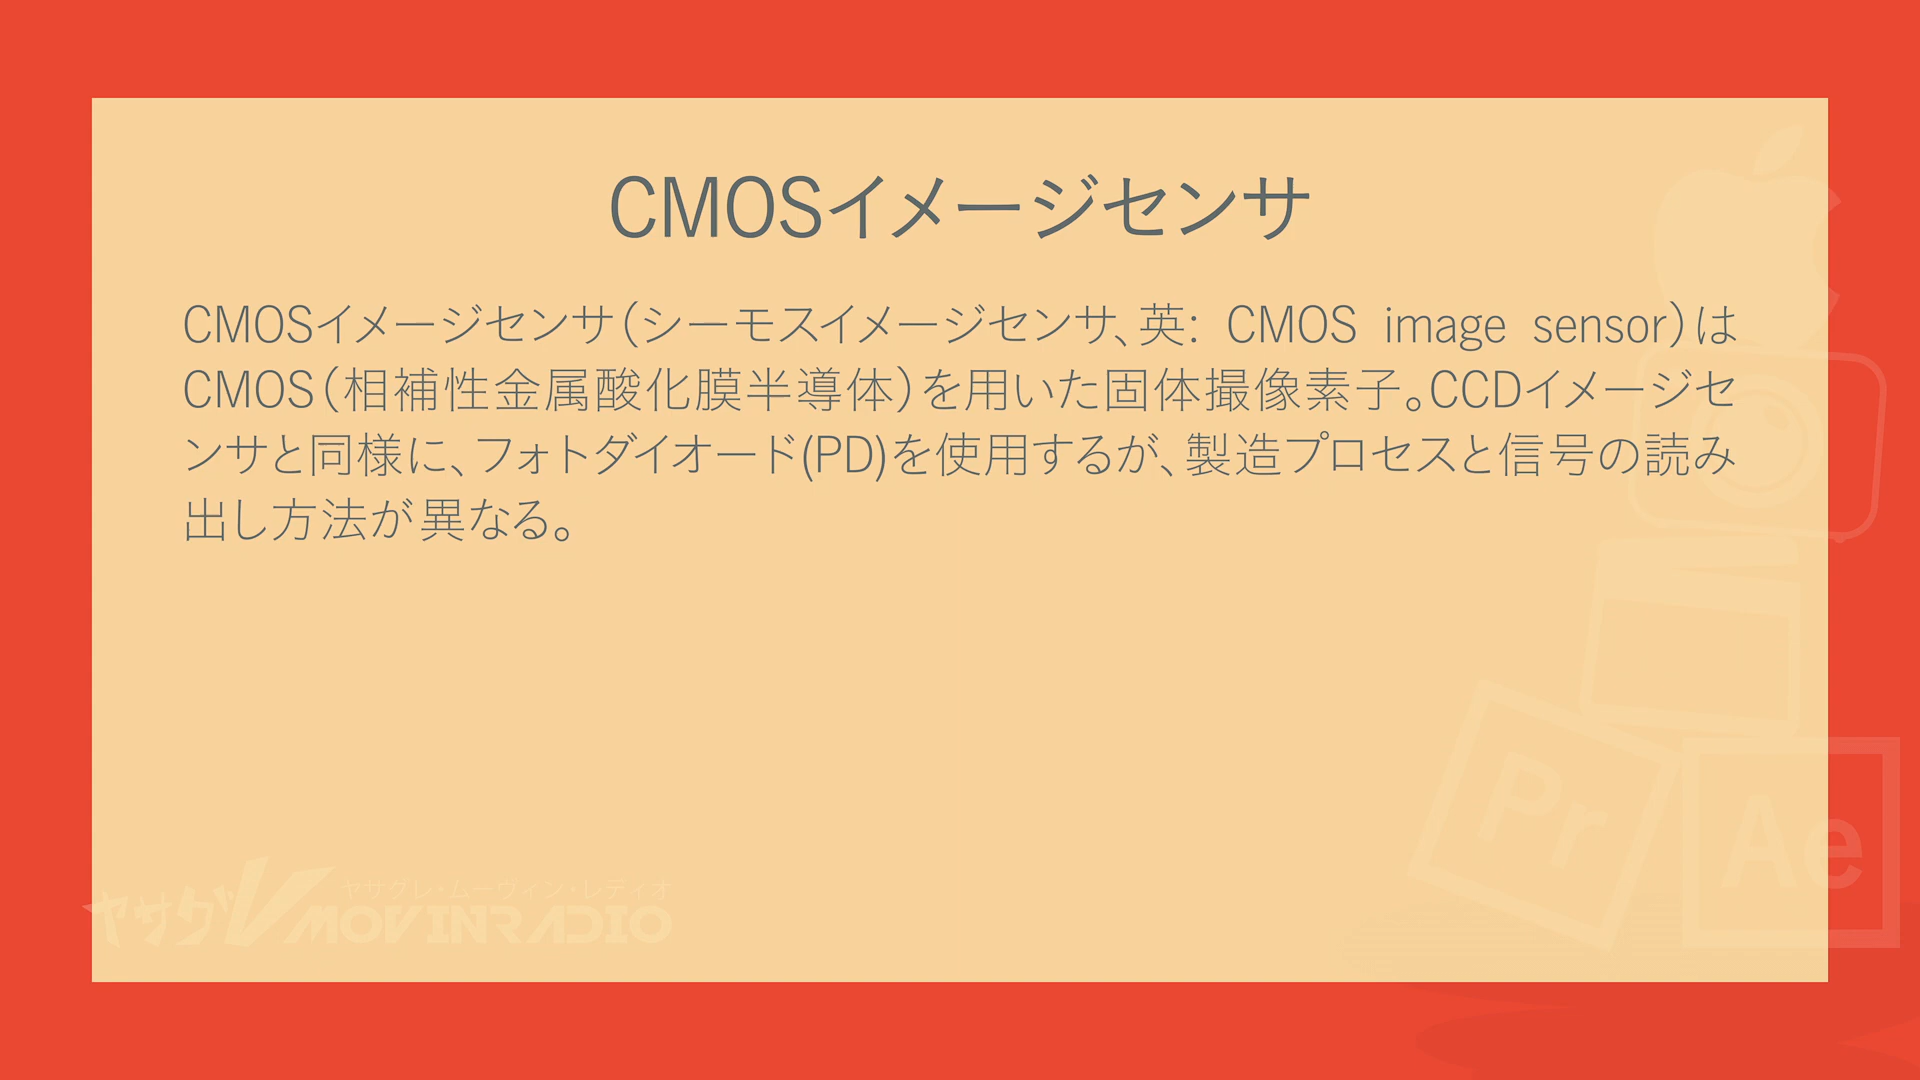 CMOSイメージセンサ
CMOSイメージセンサ（シーモスイメージセンサ、英: CMOS image sensor）は
CMOS（相補性金属酸化膜半導体）を用いた固体撮像素子。CCDイメージセ
ンサと同様に、フォトダイオード(PD)を使用するが、製造プロセスと信号の読み
出し方法が異なる。
Pr
Ae
ヤサグレ・ムーヴィン・レディオ
ヤサグ MOVINRADIO